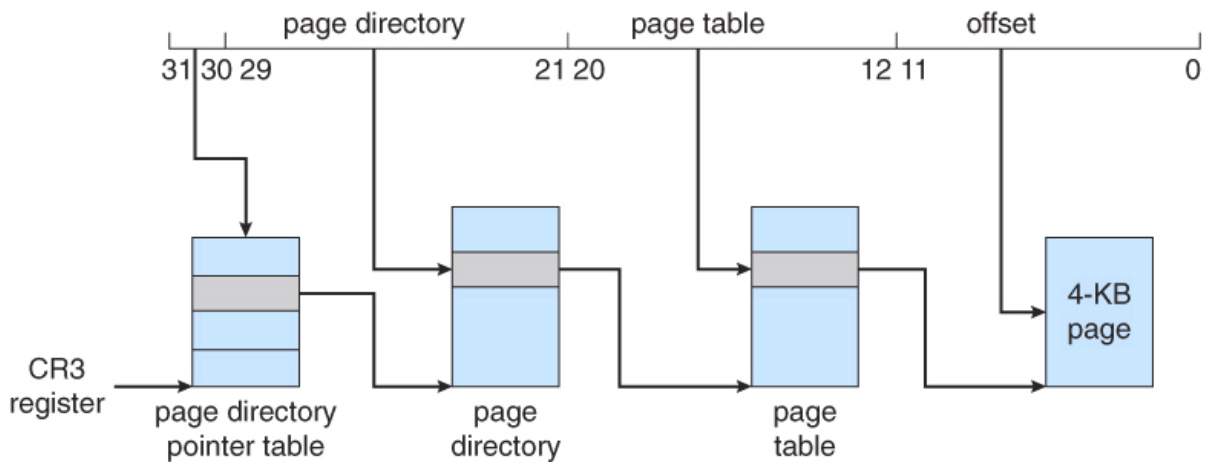 page directory page table offset
31 30 29 21 20 12 11 0
4-KB
page
CR3
register
page directory
pointer table
page
directory
page
table